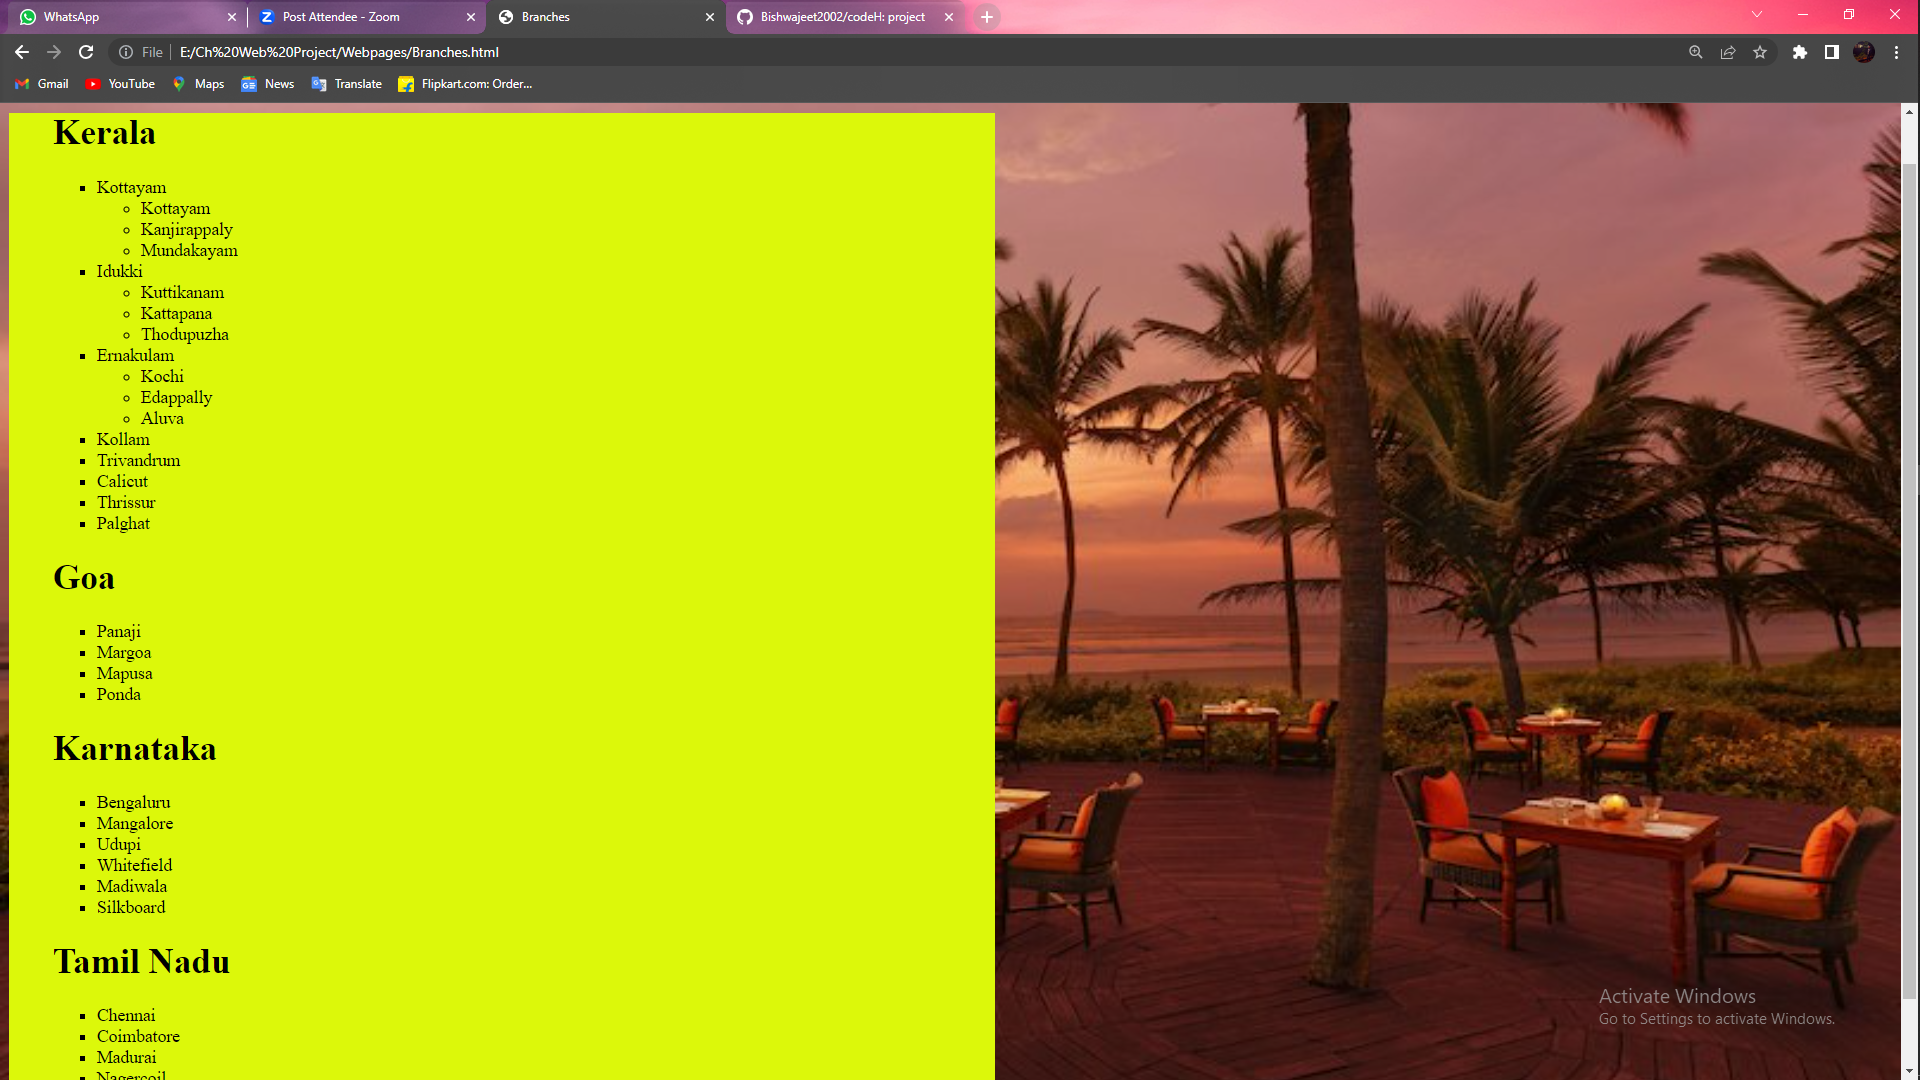 WhatsApp
Post Attendee - Zoom
Branches
Bishwajeet2002/codeH: project
File
E:/Ch%20Web%20Project/Webpages/Branches.html
Gmail
YouTube
Maps
News
Translate
Flipkart.com: Order...
Kerala
Kottayam
Kottayam
Kanjirappaly
Mundakayam
Idukki
Kuttikanam
Kattapana
Thodupuzha
Ernakulam
Kochi
Edappally
Aluva
Kollam
Trivandrum
Calicut
Thrissur
Palghat
Goa
Panaji
Margoa
Mapusa
Ponda
Karnataka
Bengaluru
Mangalore
Udupi
Whitefield
Madiwala
Silkboard
Tamil Nadu
Chennai
Coimbatore
Madurai
Nagercoil
Activate Windows
Go to Settings to activate Windows.